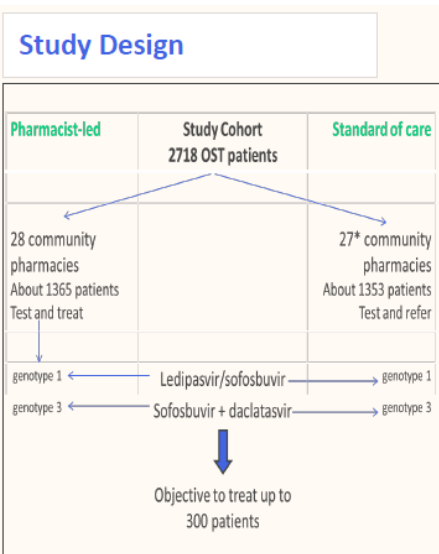 Study Design
Pharmacist-led
Study Cohort
2718 OST patients
Standard of care
28 community
pharmacies
About 1365 patients
Test and treat
27* community
pharmacies
About 1353 patients
Test and refer
genotype 1
Ledipasvir/sofosbuvir
genotype 1
genotype 3
Sofosbuvir + daclatasvir
genotype 3
Objective to treat up to
300 patients